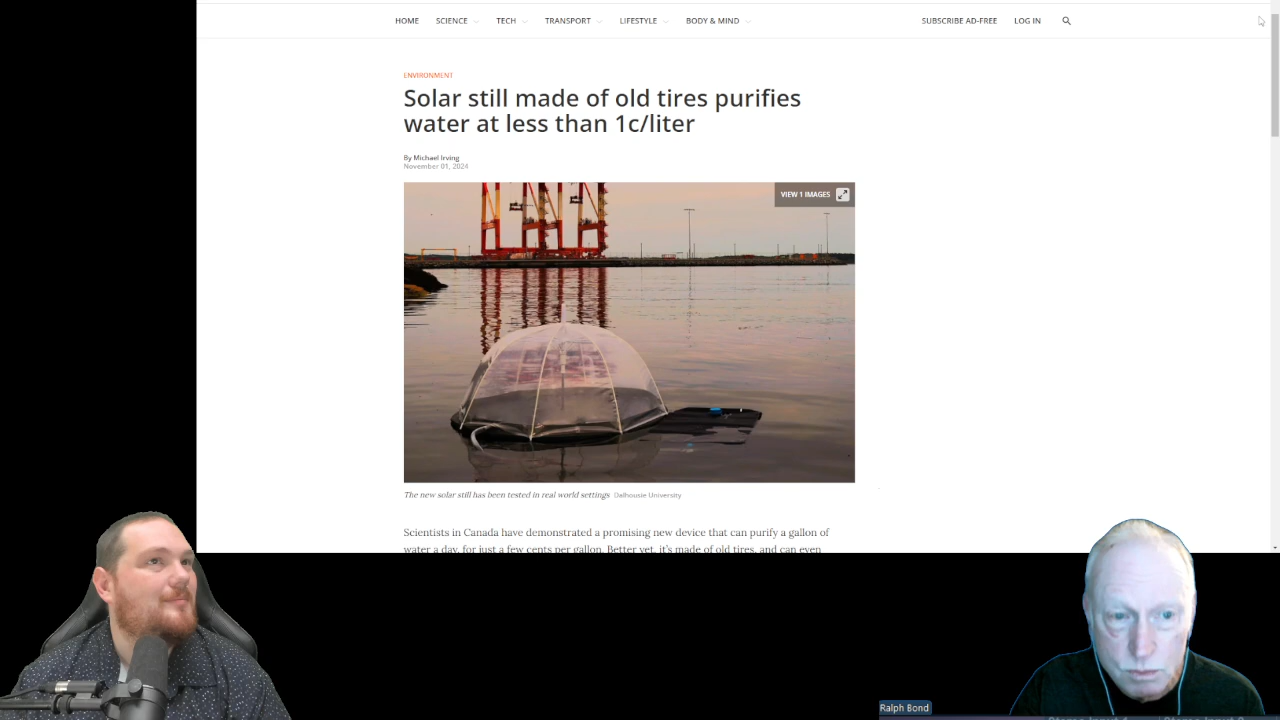 HOME SCIENCE TECH TRANSPORT LIFESTYLE BODY & MIND SUBSCRIBE AD-FREE LOG IN
ENVIRONMENT
Solar still made of old tires purifies
water at less than 1c/liter
By Michael Irving
November 01, 2024
VIEW 1 IMAGES
The new solar still has been tested in real world settings Dalhousie University
Scientists in Canada have demonstrated a promising new device that can purify a gallon of
water a day, for just a few cents per gallon. Better yet, it's made of old tires, and can even
Ralph Bond